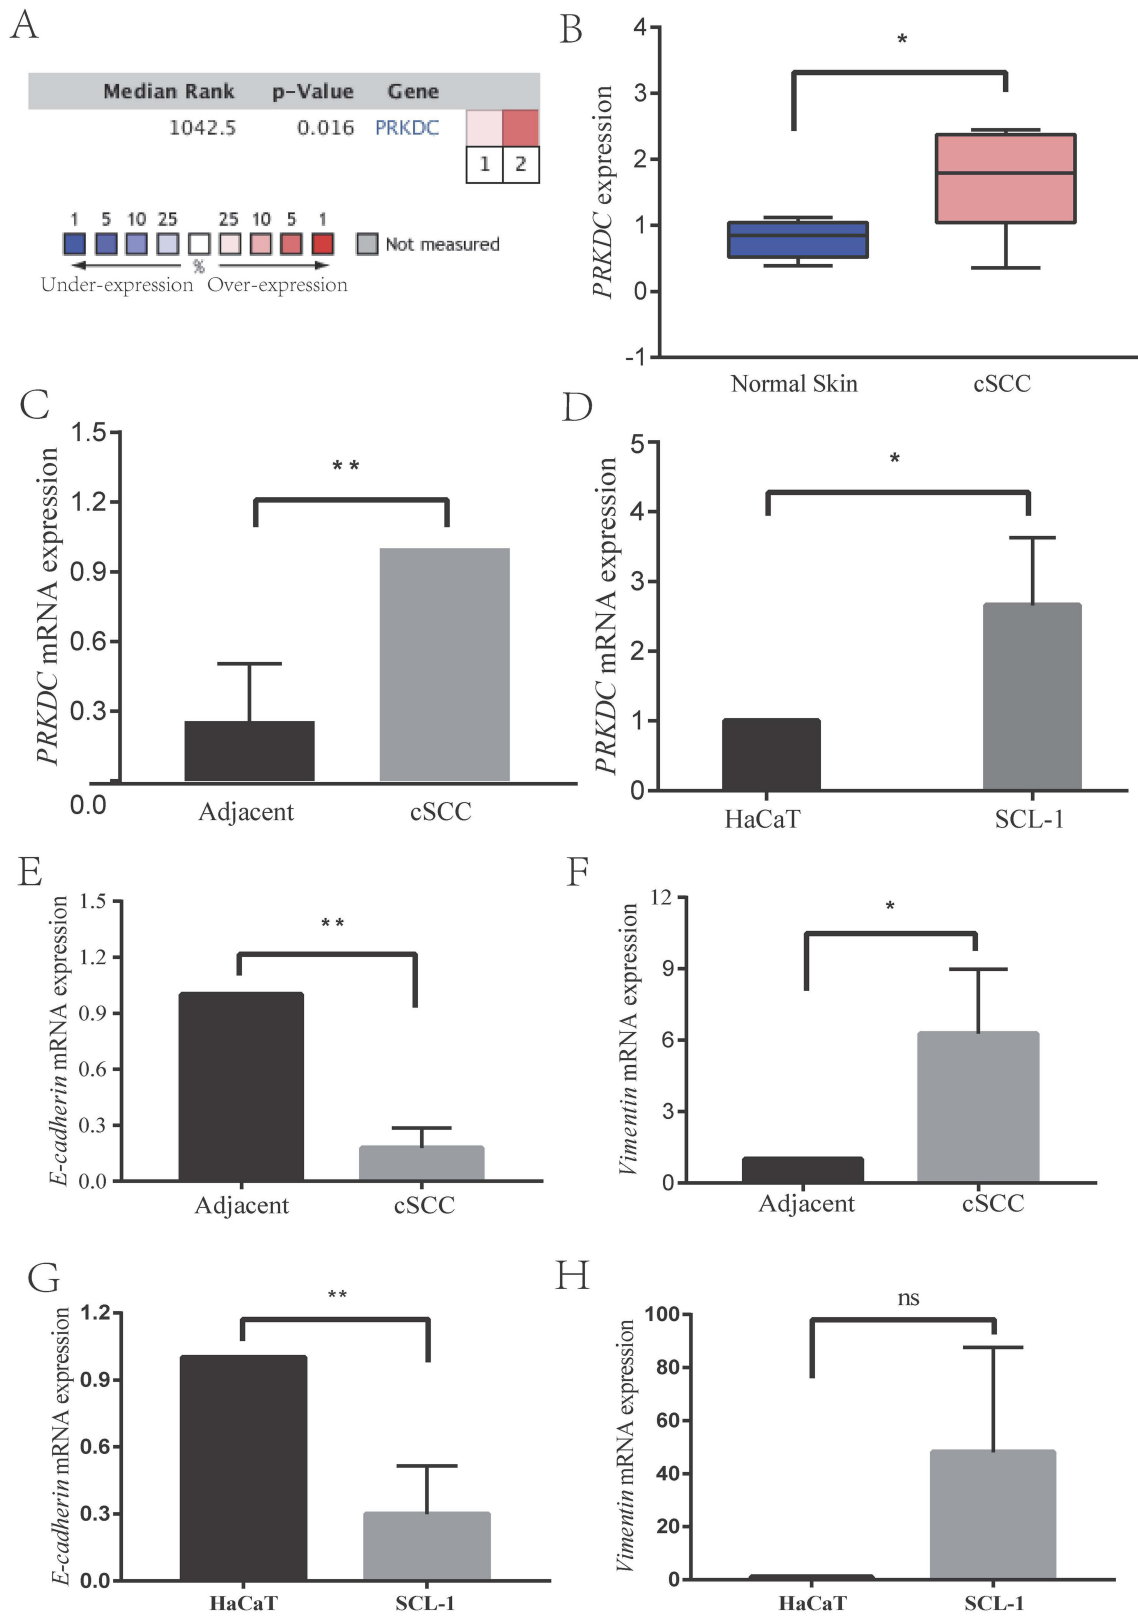 A
Median Rank p-Value Gene
1042.5 0.016 PRKDC
1 2
1 5 10 25 25 10 5 1
Not measured
%
Under-expression Over-expression
B
PRKDC expression
4
3
2
1
0
-1
*
Normal Skin cSCC
C
PRKDC mRNA expression
1.5
1.2
0.9
0.6
0.3
0.0
**
Adjacent cSCC
D
PRKDC mRNA expression
5
4
3
2
1
0
*
HaCaT SCL-1
E
E-cadherin mRNA expression
1.5
1.2
0.9
0.6
0.3
0.0
**
Adjacent cSCC
F
Vimentin mRNA expression
12
9
6
3
0
*
Adjacent cSCC
G
E-cadherin mRNA expression
1.2
0.9
0.6
0.3
0.0
**
HaCaT SCL-1
H
Vimentin mRNA expression
100
80
60
40
20
0
ns
HaCaT SCL-1